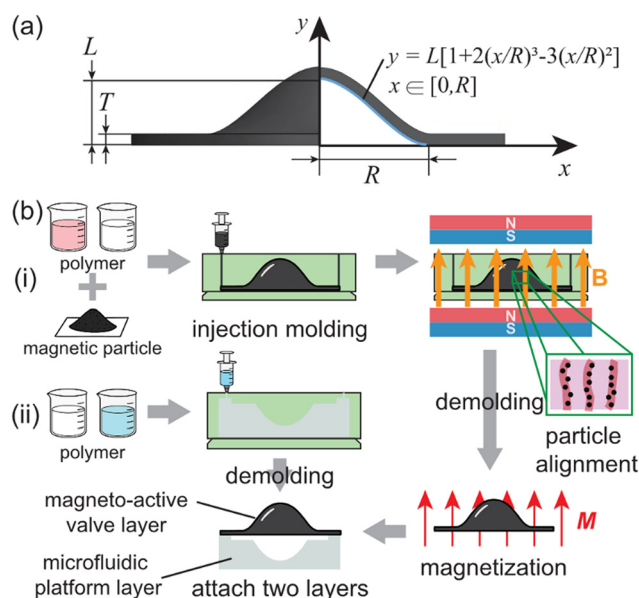 (a)
y
L
y = L[1+2(x/R)³-3(x/R)²]
x ∈ [0,R]
T
R
x
(b)
polymer
(i)
magnetic particle
injection molding
N
S
B
N
S
demolding
particle
alignment
(ii)
polymer
demolding
magneto-active
valve layer
microfluidic
platform layer
attach two layers
M
magnetization